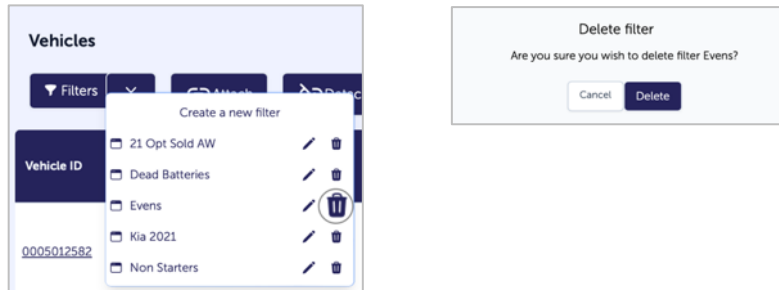 Vehicles
Filters
Attach
Detac
Create a new filter
21 Opt Sold AW
Dead Batteries
Evens
Kia 2021
Non Starters
Vehicle ID
0005012582
Delete filter
Are you sure you wish to delete filter Evens?
Cancel Delete